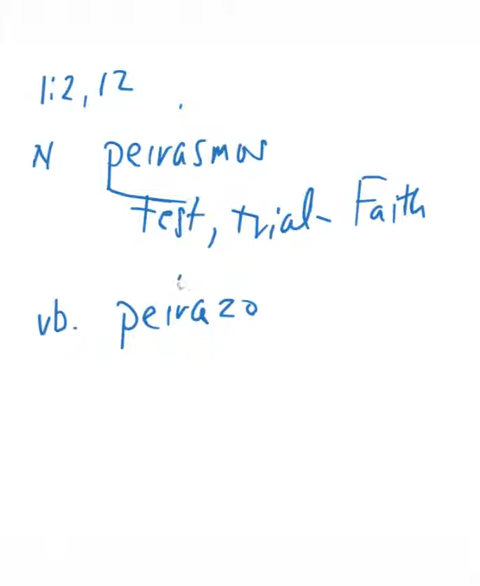 1:2, 12
N peirasmos
test, trial- Faith
vb. peirazo